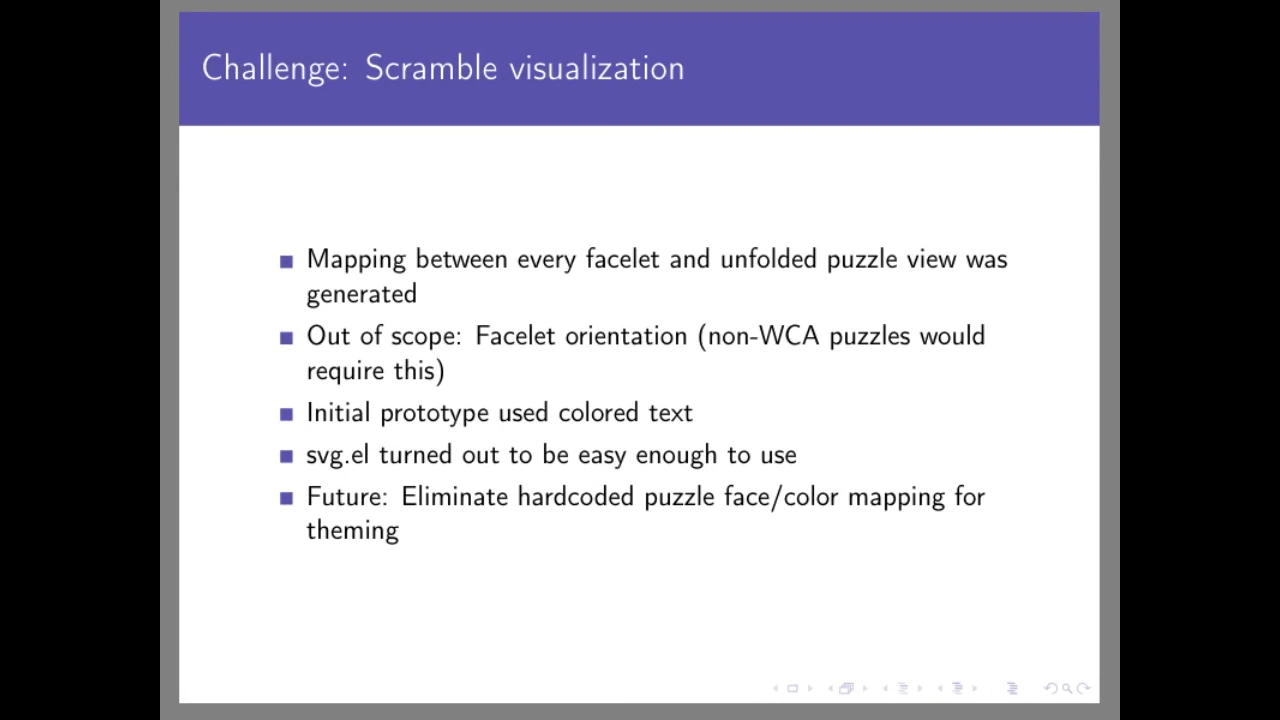 Challenge: Scramble visualization
Mapping between every facelet and unfolded puzzle view was
generated
Out of scope: Facelet orientation (non-WCA puzzles would
require this)
Initial prototype used colored text
svg.el turned out to be easy enough to use
Future: Eliminate hardcoded puzzle face/color mapping for
theming